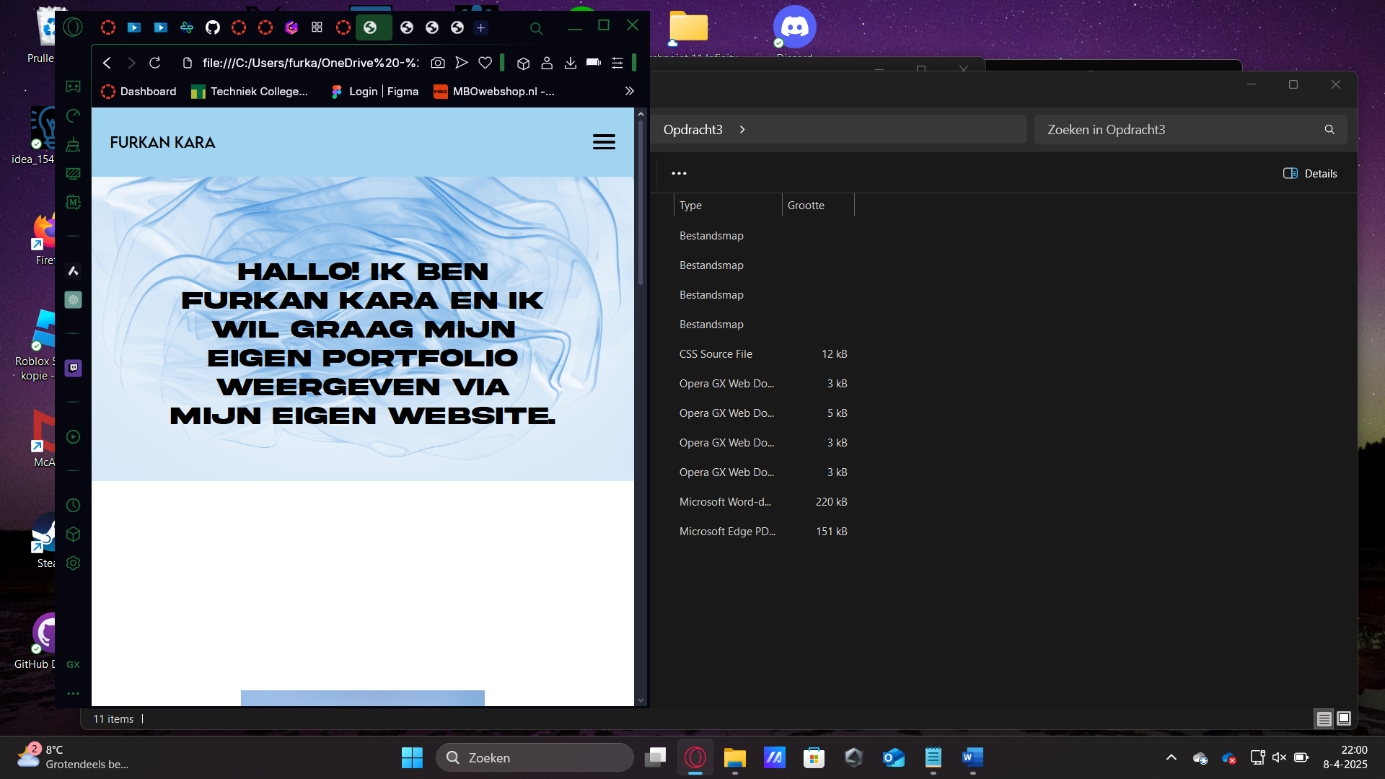 Prulle
idea_154
Firef
Roblox S
kopie -
McA
Stea
GitHub D
Discord
file:///C:/Users/furka/OneDrive%20-%
Dashboard
Techniek College...
Login | Figma
MBO
MBOwebshop.nl -...
»
GX
FURKAN KARA
HALLO! IK BEN
FURKAN KARA EN IK
WIL GRAAG MIJN
EIGEN PORTFOLIO
WEERGEVEN VIA
MIJN EIGEN WEBSITE.
Opdracht3
Zoeken in Opdracht3
Details
Type Grootte
Bestandsmap
Bestandsmap
Bestandsmap
Bestandsmap
CSS Source File 12 kB
Opera GX Web Do... 3 kB
Opera GX Web Do... 5 kB
Opera GX Web Do... 3 kB
Opera GX Web Do... 3 kB
Microsoft Word-d... 220 kB
Microsoft Edge PD... 151 kB
11 items
2
8°C
Grotendeels be...
Zoeken
22:00
8-4-2025